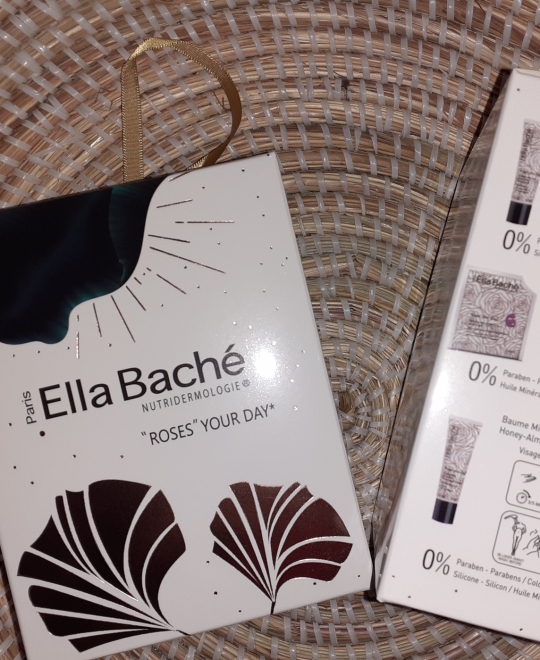 Paris
Ella Baché
NUTRIDERMOLOGIE®
“ROSES” YOUR DAY*
0%
Ella Baché
0% Paraben - P
Huile Minéra
Baume Mi
Honey-Alm
Visage
0% Paraben - Parabens / Colo
Silicone - Silicon / Huile Mi